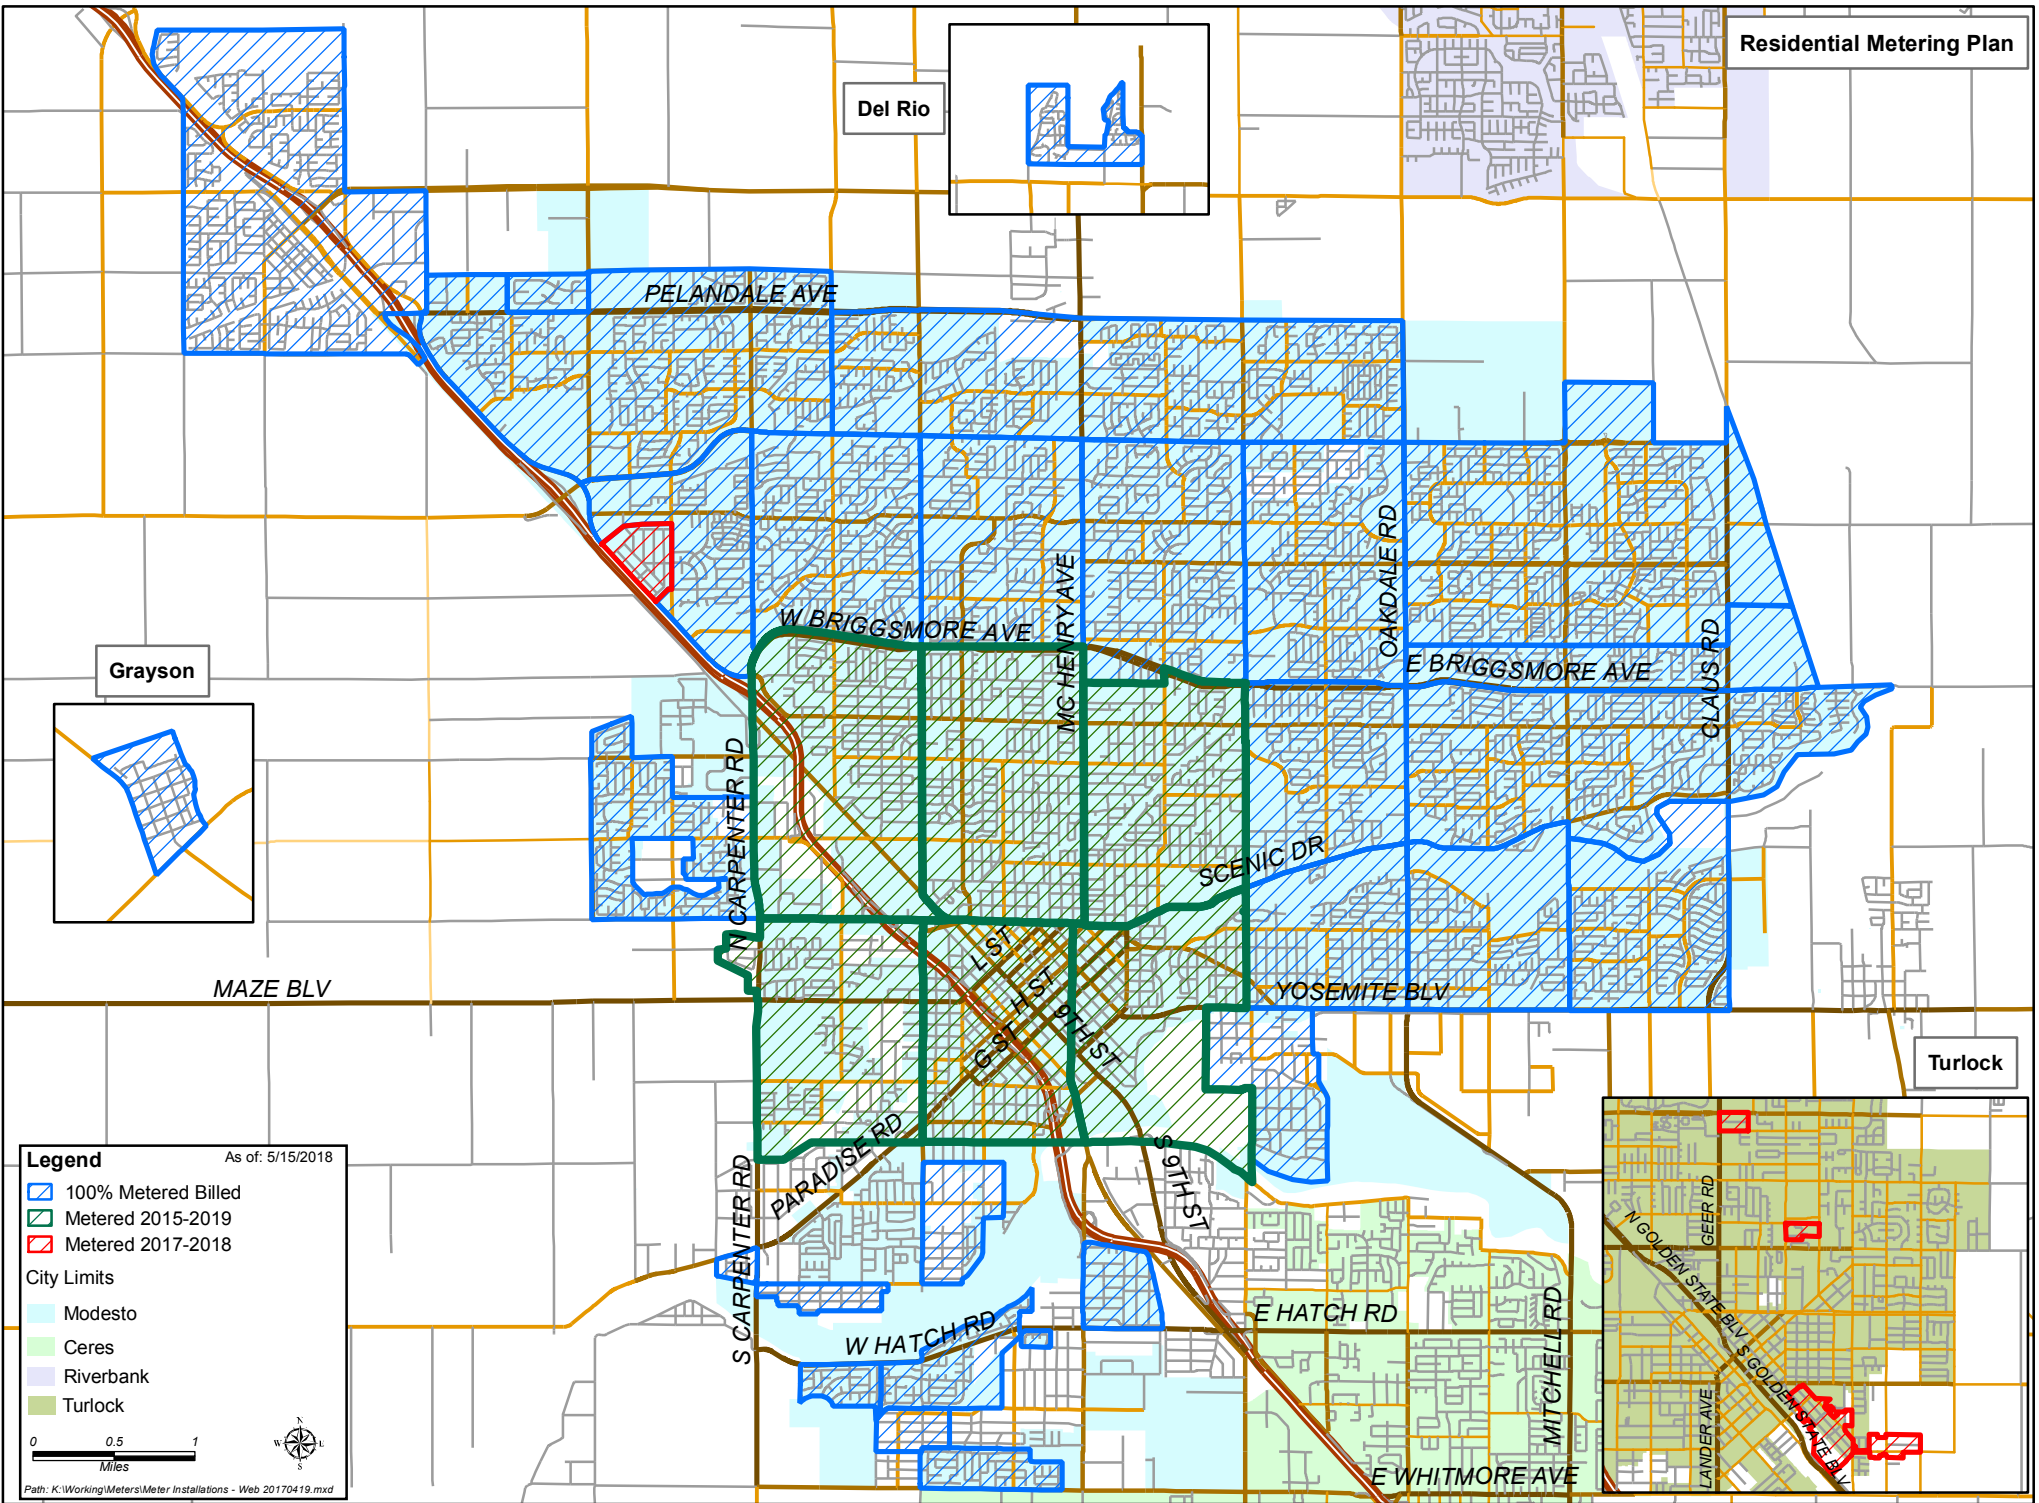 Residential Metering Plan
Del Rio
PELANDALE AVE
OAKDALE RD
MC HENRY AVE
W BRIGGSMORE AVE
E BRIGGSMORE AVE
CLAUS RD
Grayson
N CARPENTER RD
SCENIC DR
L ST
H ST
9TH ST
G ST
MAZE BLV
YOSEMITE BLV
Turlock
PARADISE RD
S CARPENTER RD
S 9TH ST
W HATCH RD
E HATCH RD
MITCHELL RD
E WHITMORE AVE
GEER RD
N GOLDEN STATE BLV
S GOLDEN STATE BLV
LANDER AVE
Legend
As of: 5/15/2018
100% Metered Billed
Metered 2015-2019
Metered 2017-2018
City Limits
Modesto
Ceres
Riverbank
Turlock
0 0.5 1
Miles
N
W E
S
Path: K:\Working\Meters\Meter Installations - Web 20170419.mxd